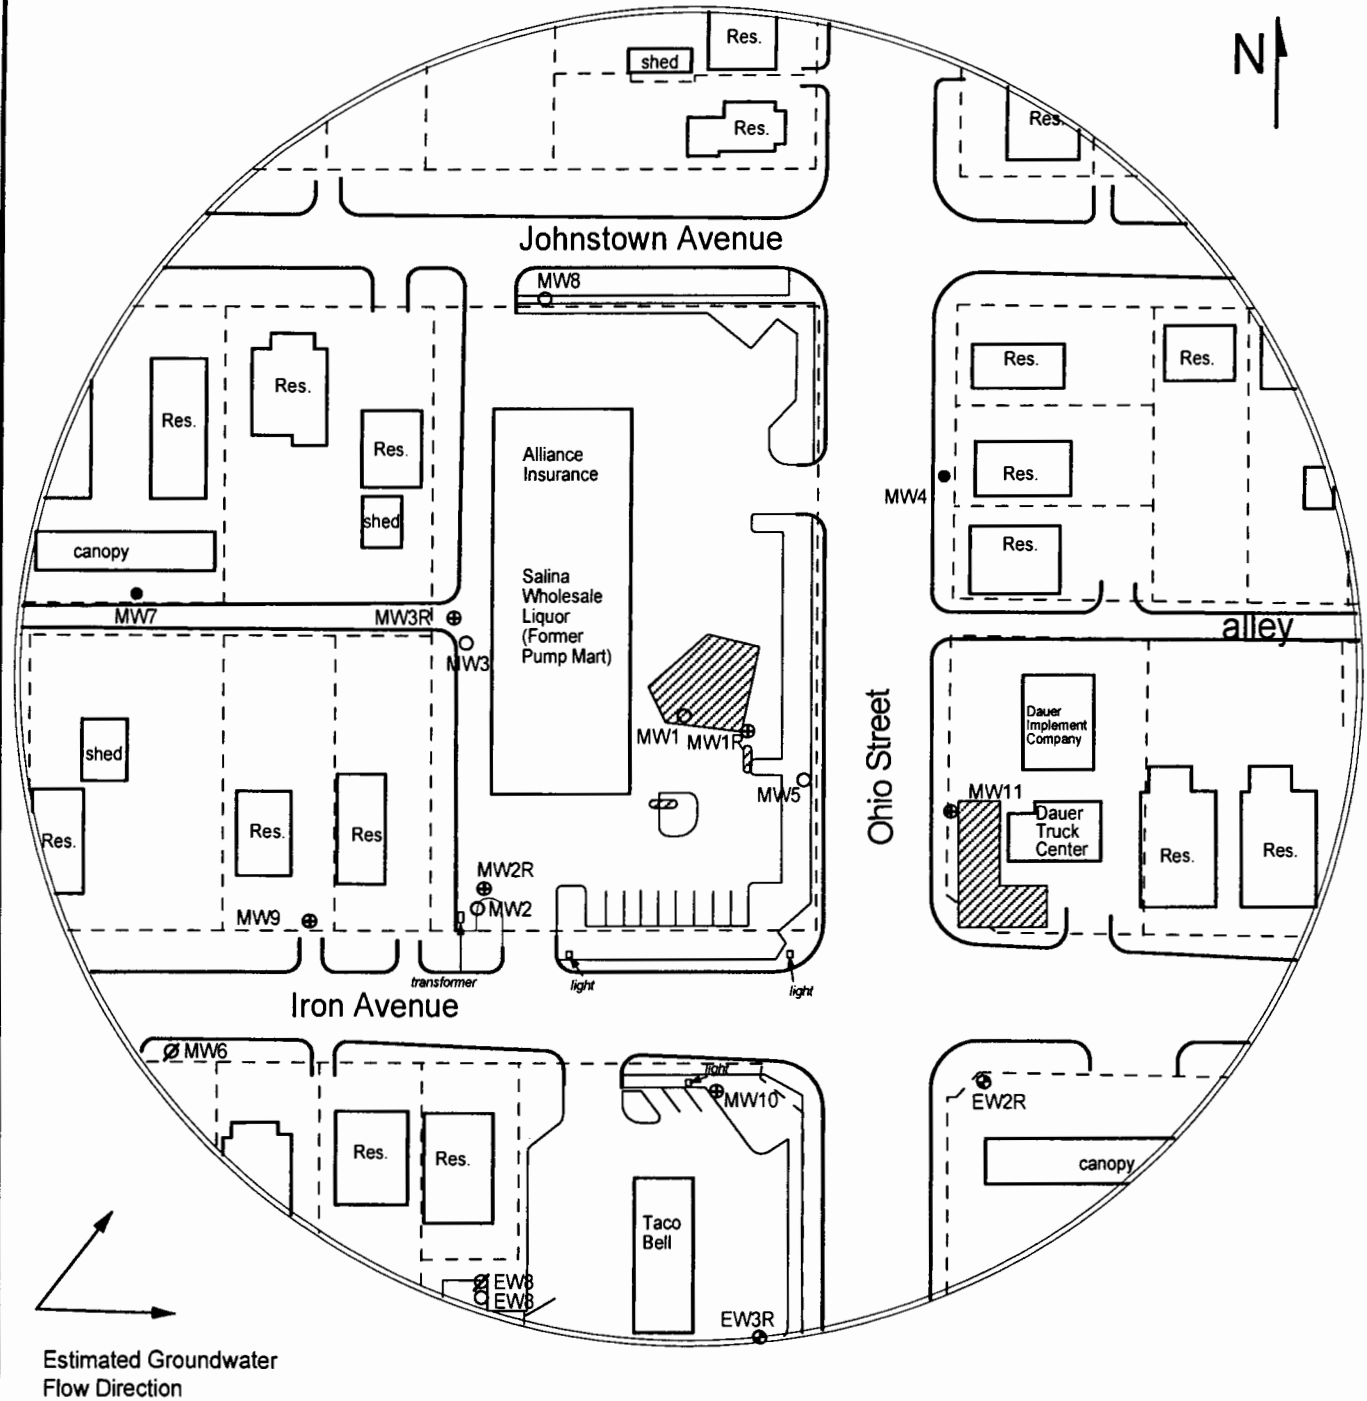 Res.
shed
N
Res.
Res.
Johnstown Avenue
MW8
Res.
Res.
Res.
Res.
Res.
Alliance
Insurance
Res.
Res.
MW4
shed
canopy
Res.
Salina
Wholesale
Liquor
(Former
Pump Mart)
MW7
MW3R
alley
MW3
Ohio Street
Dauer
Implement
Company
MW1
MW1R
shed
MW5
MW11
Res.
Res.
Res
Dauer
Truck
Center
Res.
Res.
MW2R
MW2
MW9
transformer
light
light
Iron Avenue
MW6
light
MW10
EW2R
Res.
Res.
canopy
Taco
Bell
EW8
EW8
EW3R
Estimated Groundwater
Flow Direction